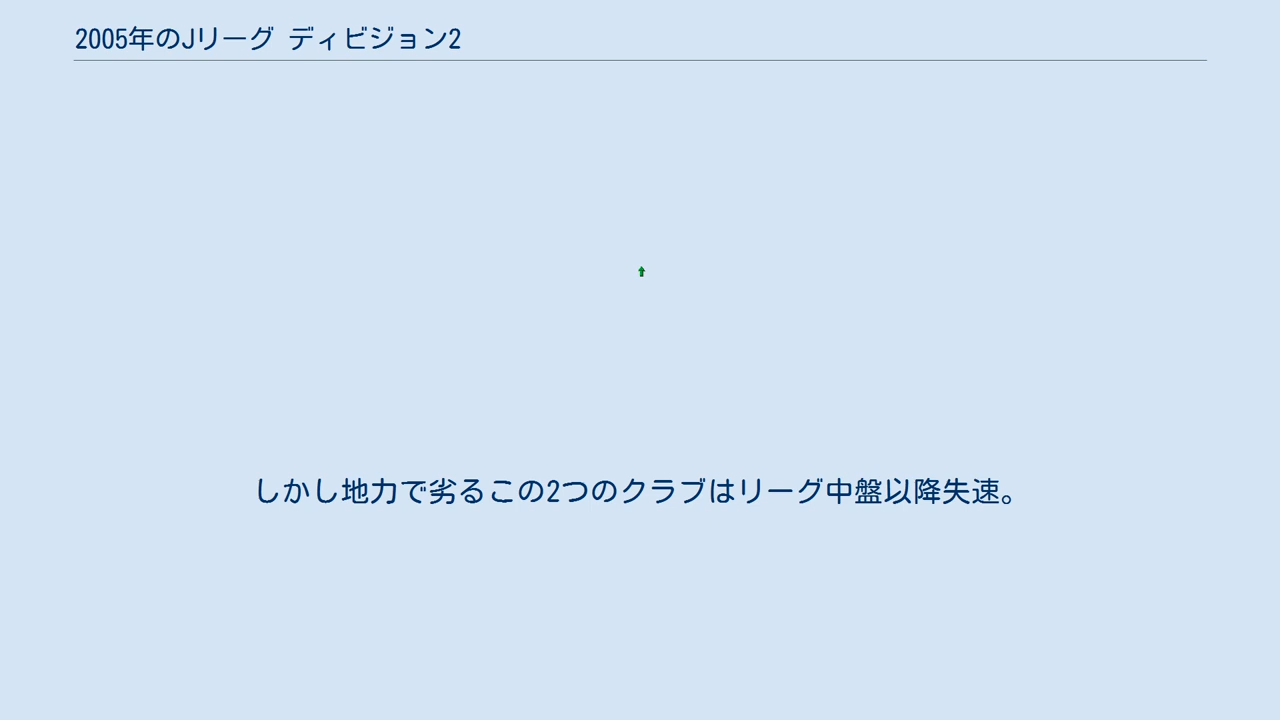 2005年のJリーグ ディビジョン2
しかし地力で劣るこの2つのクラブはリーグ中盤以降失速。